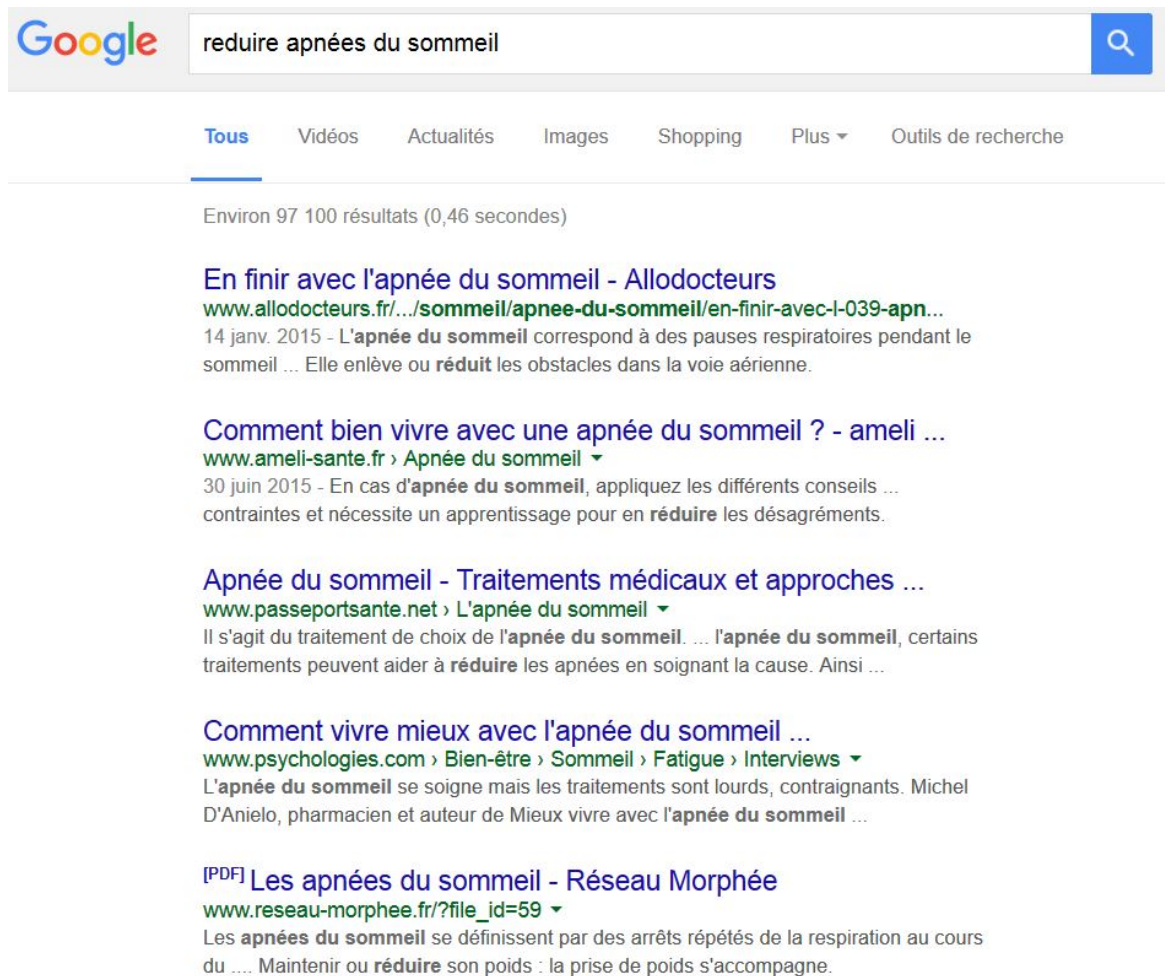 Google
reduire apnées du sommeil
Tous Vidéos Actualités Images Shopping Plus Outils de recherche
Environ 97 100 résultats (0,46 secondes)
En finir avec l'apnée du sommeil - Allodocteurs
www.allodocteurs.fr/.../sommeil/apnee-du-sommeil/en-finir-avec-l-039-apn...
14 janv. 2015 - L'apnée du sommeil correspond à des pauses respiratoires pendant le
sommeil ... Elle enlève ou réduit les obstacles dans la voie aérienne.
Comment bien vivre avec une apnée du sommeil ? - ameli ...
www.ameli-sante.fr › Apnée du sommeil
30 juin 2015 - En cas d'apnée du sommeil, appliquez les différents conseils ...
contraintes et nécessite un apprentissage pour en réduire les désagréments.
Apnée du sommeil - Traitements médicaux et approches ...
www.passeportsante.net › L'apnée du sommeil
Il s'agit du traitement de choix de l'apnée du sommeil. ... l'apnée du sommeil, certains
traitements peuvent aider à réduire les apnées en soignant la cause. Ainsi ...
Comment vivre mieux avec l'apnée du sommeil ...
www.psychologies.com › Bien-être › Sommeil › Fatigue › Interviews
L'apnée du sommeil se soigne mais les traitements sont lourds, contraignants. Michel
D'Anielo, pharmacien et auteur de Mieux vivre avec l'apnée du sommeil ...
[PDF] Les apnées du sommeil - Réseau Morphée
www.reseau-morphee.fr/?file_id=59
Les apnées du sommeil se définissent par des arrêts répétés de la respiration au cours
du .... Maintenir ou réduire son poids : la prise de poids s'accompagne.